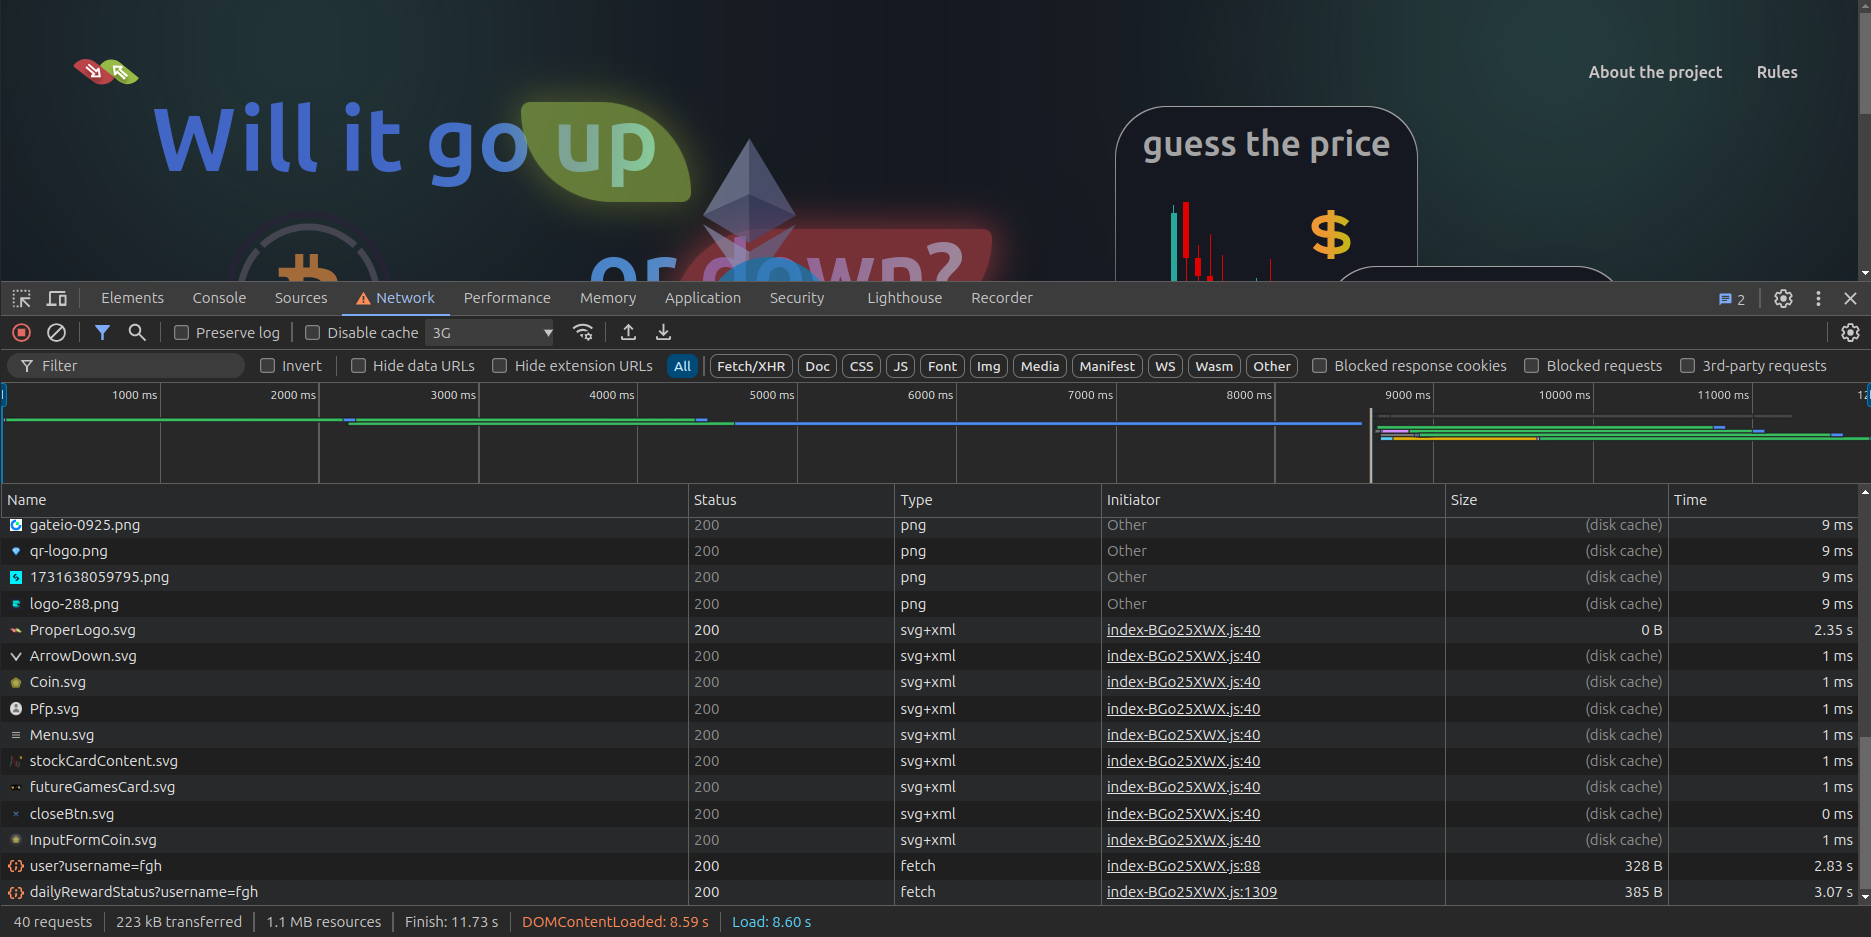 About the project Rules
Will it go up
guess the price
or down?
Elements Console Sources Network Performance Memory Application Security Lighthouse Recorder 2
Preserve log Disable cache 3G
Filter Invert Hide data URLs Hide extension URLs All Fetch/XHR Doc CSS JS Font Img Media Manifest WS Wasm Other Blocked response cookies Blocked requests 3rd-party requests
1000 ms 2000 ms 3000 ms 4000 ms 5000 ms 6000 ms 7000 ms 8000 ms 9000 ms 10000 ms 11000 ms
Name Status Type Initiator Size Time
gateio-0925.png 200 png Other (disk cache) 9 ms
qr-logo.png 200 png Other (disk cache) 9 ms
1731638059795.png 200 png Other (disk cache) 9 ms
logo-288.png 200 png Other (disk cache) 9 ms
ProperLogo.svg 200 svg+xml index-BGo25XWX.js:40 0 B 2.35 s
ArrowDown.svg 200 svg+xml index-BGo25XWX.js:40 (disk cache) 1 ms
Coin.svg 200 svg+xml index-BGo25XWX.js:40 (disk cache) 1 ms
Pfp.svg 200 svg+xml index-BGo25XWX.js:40 (disk cache) 1 ms
Menu.svg 200 svg+xml index-BGo25XWX.js:40 (disk cache) 1 ms
stockCardContent.svg 200 svg+xml index-BGo25XWX.js:40 (disk cache) 1 ms
futureGamesCard.svg 200 svg+xml index-BGo25XWX.js:40 (disk cache) 1 ms
closeBtn.svg 200 svg+xml index-BGo25XWX.js:40 (disk cache) 0 ms
InputFormCoin.svg 200 svg+xml index-BGo25XWX.js:40 (disk cache) 1 ms
user?username=fgh 200 fetch index-BGo25XWX.js:88 328 B 2.83 s
dailyRewardStatus?username=fgh 200 fetch index-BGo25XWX.js:1309 385 B 3.07 s
40 requests 223 kB transferred 1.1 MB resources Finish: 11.73 s DOMContentLoaded: 8.59 s Load: 8.60 s